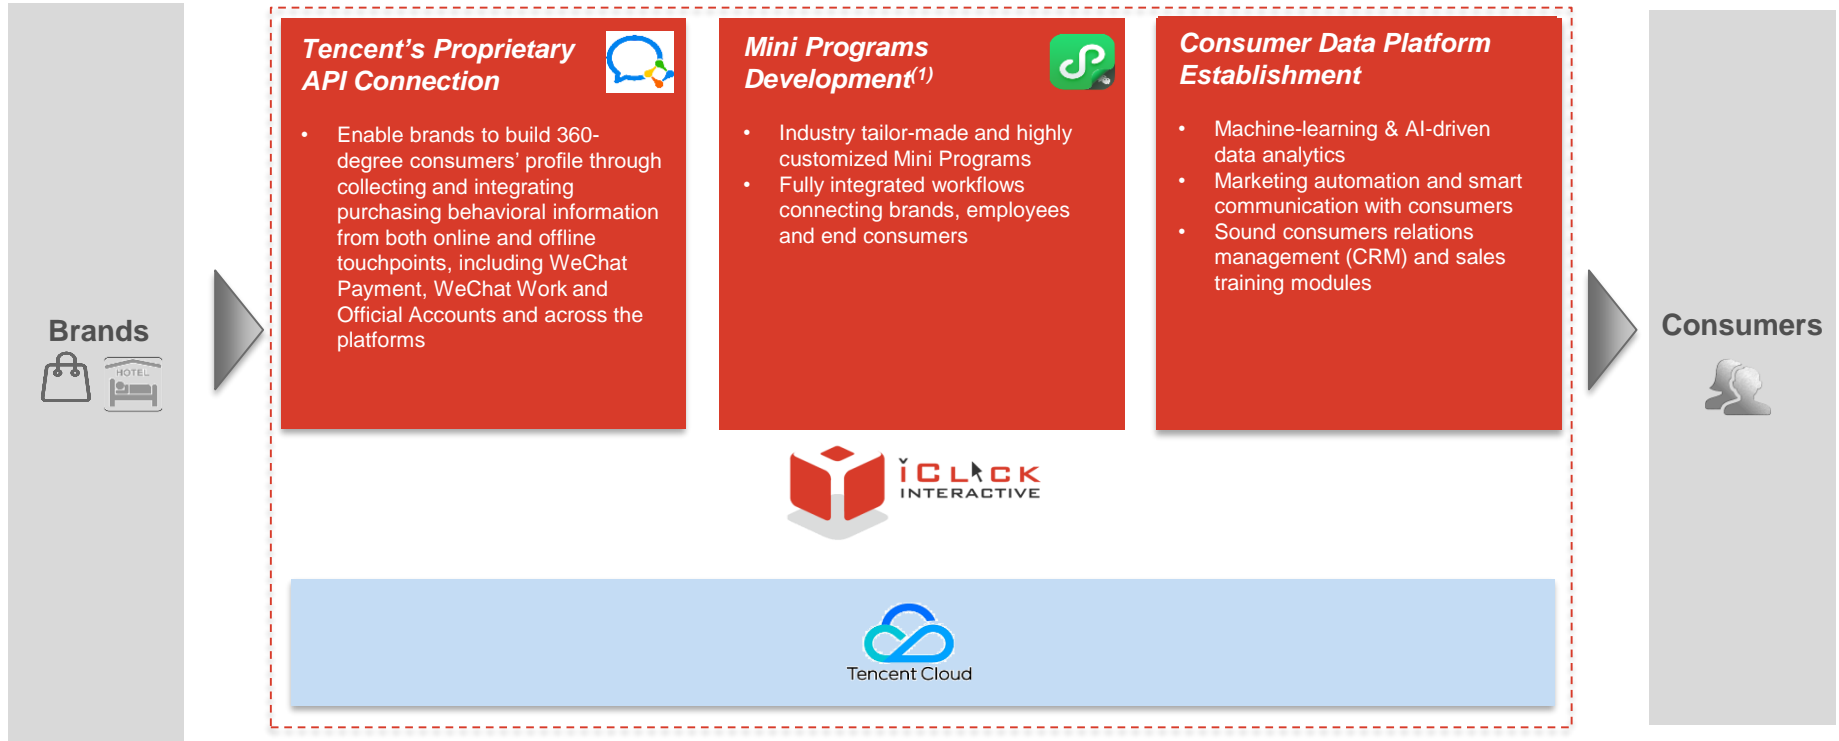 Brands
HOTEL
Tencent’s Proprietary
API Connection
• Enable brands to build 360-
degree consumers’ profile through
collecting and integrating
purchasing behavioral information
from both online and offline
touchpoints, including WeChat
Payment, WeChat Work and
Official Accounts and across the
platforms
Mini Programs
Development(1)
• Industry tailor-made and highly
customized Mini Programs
• Fully integrated workflows
connecting brands, employees
and end consumers
Consumer Data Platform
Establishment
• Machine-learning & AI-driven
data analytics
• Marketing automation and smart
communication with consumers
• Sound consumers relations
management (CRM) and sales
training modules
iCLICK
INTERACTIVE
Tencent Cloud
Consumers